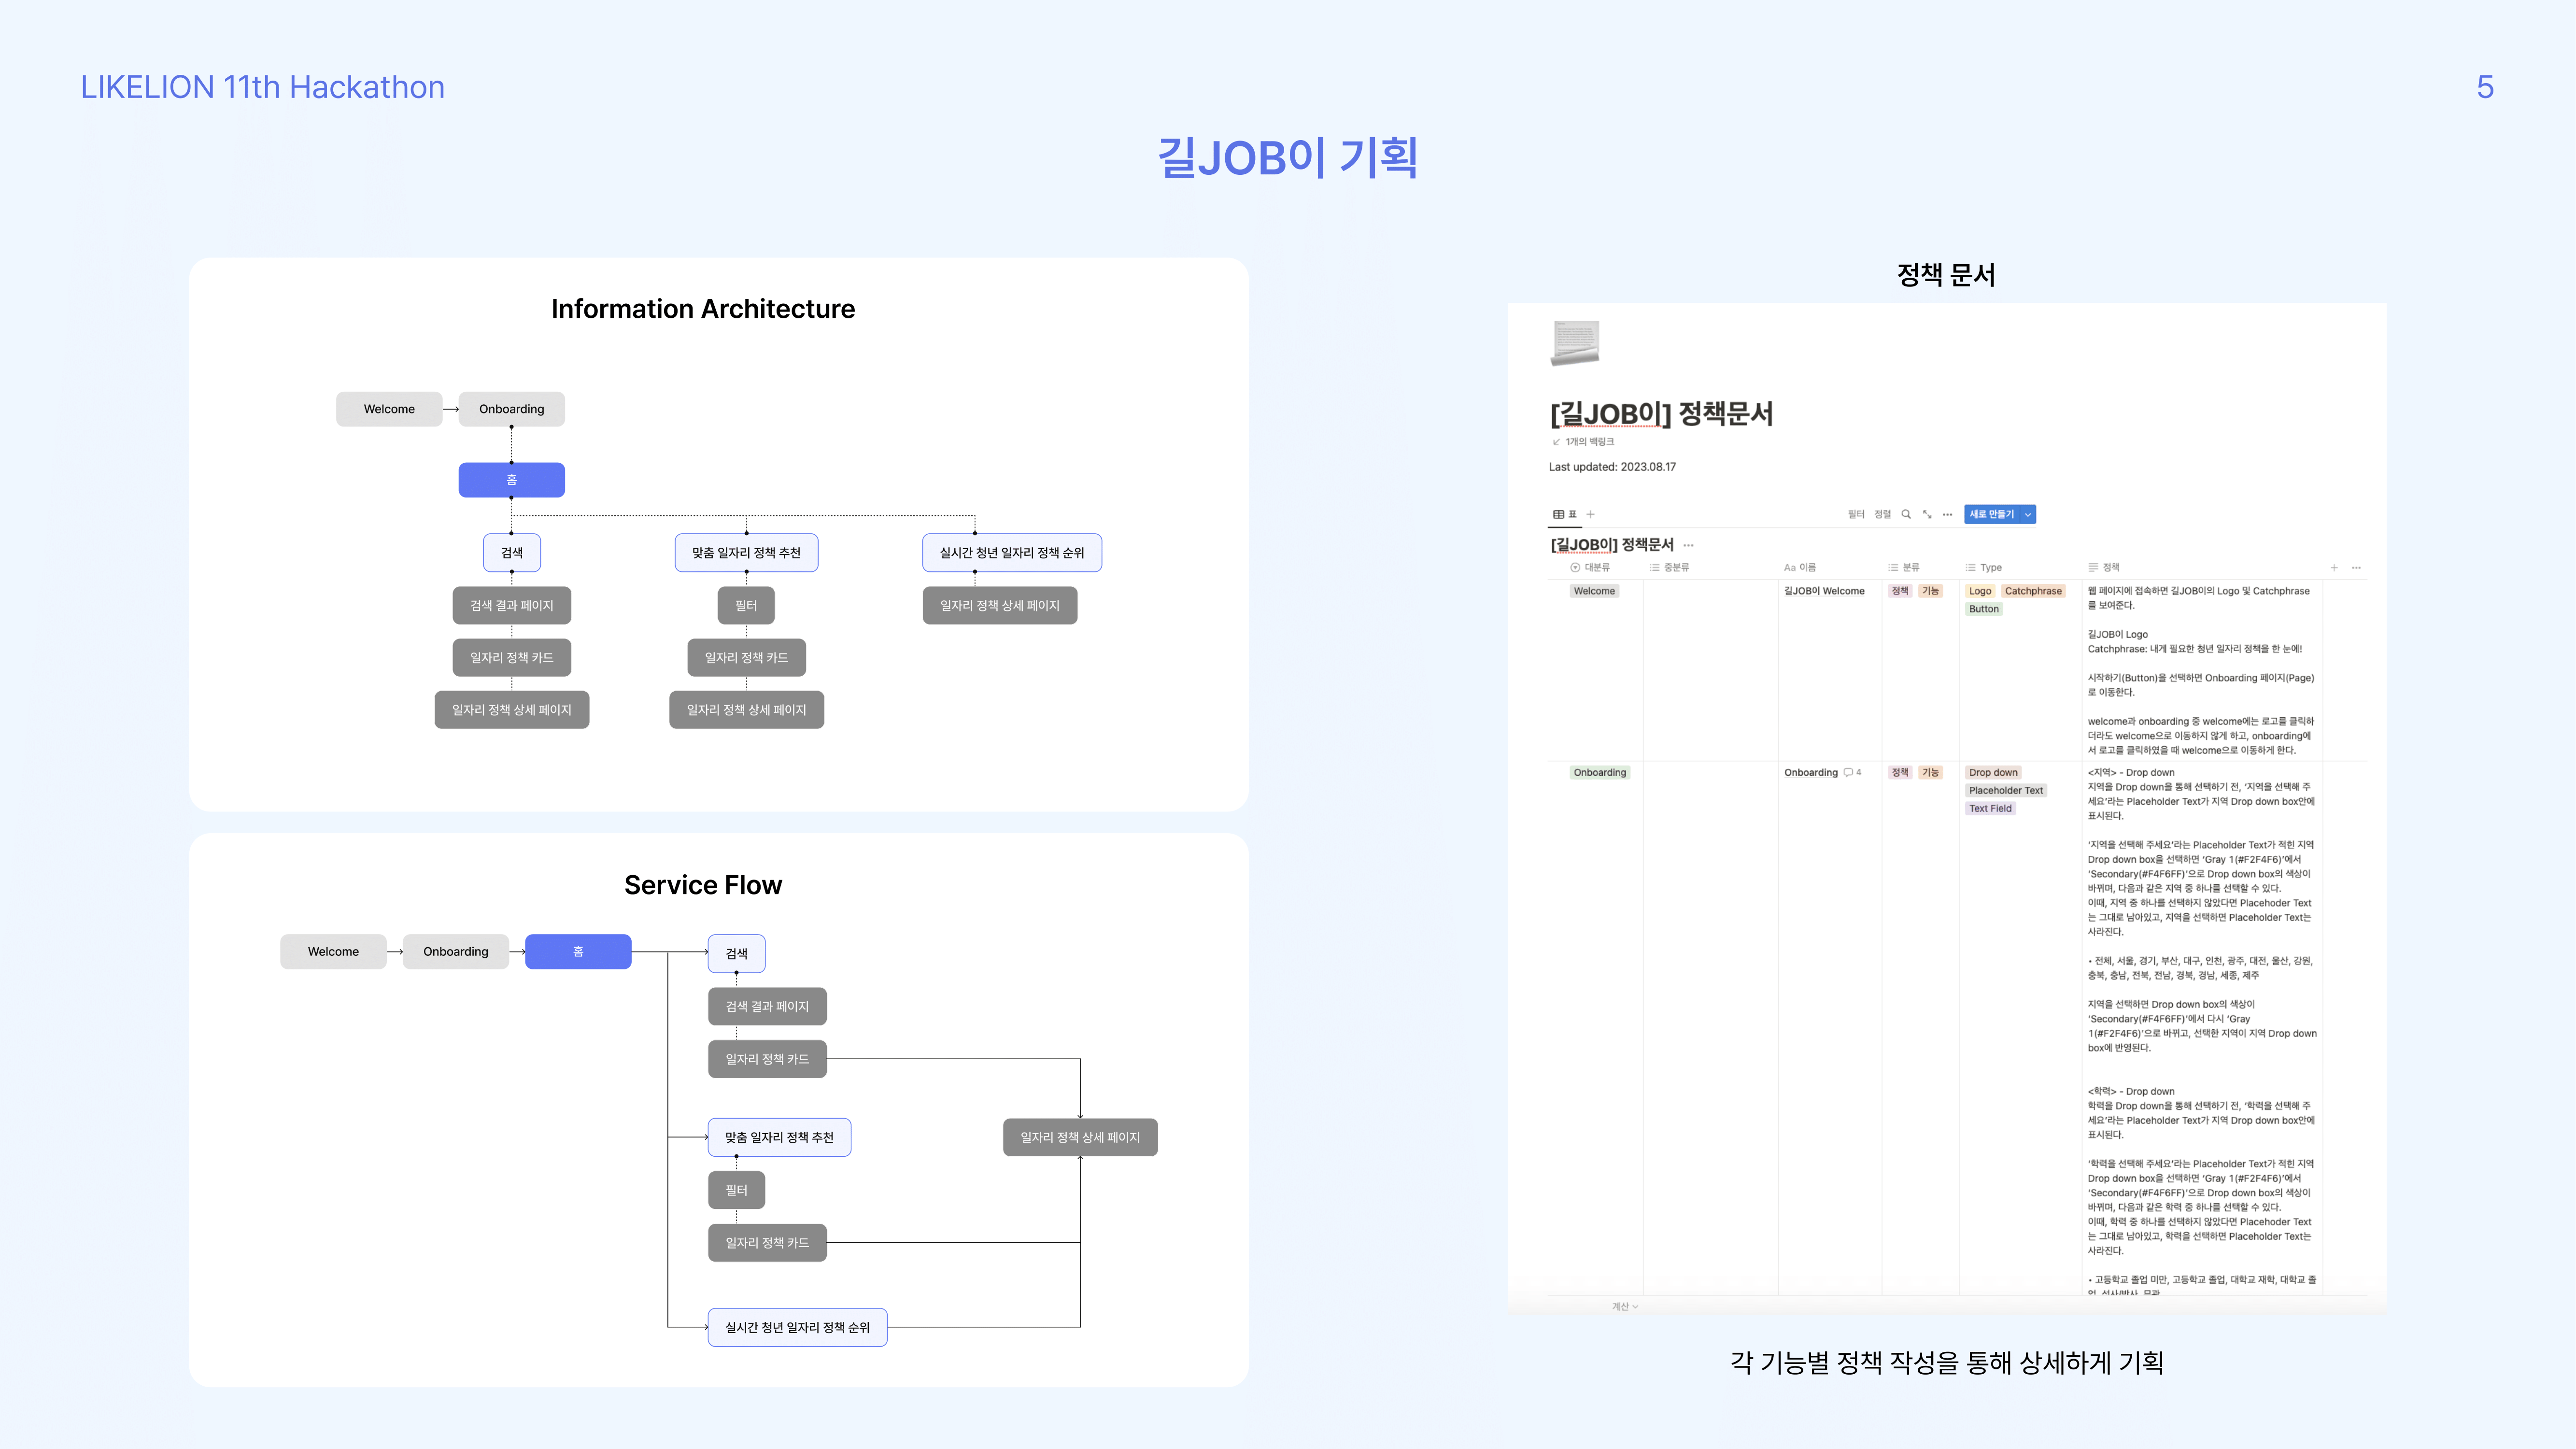 LIKELION 11th Hackathon
5
길JOB이 기획
Information Architecture
Welcome
Onboarding
홈
검색
맞춤 일자리 정책 추천
실시간 청년 일자리 정책 순위
검색 결과 페이지
필터
일자리 정책 상세 페이지
일자리 정책 카드
일자리 정책 카드
일자리 정책 상세 페이지
일자리 정책 상세 페이지
Service Flow
Welcome
Onboarding
홈
검색
검색 결과 페이지
일자리 정책 카드
맞춤 일자리 정책 추천
일자리 정책 상세 페이지
필터
일자리 정책 카드
실시간 청년 일자리 정책 순위
정책 문서
[길JOB이] 정책문서
1개의 백링크
Last updated: 2023.08.17
표
필터 정렬
새로 만들기
[길JOB이] 정책문서
대분류 중분류 Aa 이름 분류 Type 정책
Welcome
길JOB이 Welcome
정책 기능
Logo Catchphrase
Button
웹 페이지에 접속하면 길JOB이의 Logo 및 Catchphrase
를 보여준다.
길JOB이 Logo
Catchphrase: 내게 필요한 청년 일자리 정책을 한 눈에!
시작하기(Button)을 선택하면 Onboarding 페이지(Page)
로 이동한다.
welcome과 onboarding 중 welcome에는 로고를 클릭하
더라도 welcome으로 이동하지 않게 하고, onboarding에
서 로고를 클릭하였을 때 welcome으로 이동하게 한다.
Onboarding
Onboarding 4
정책 기능
Drop down
Placeholder Text
Text Field
<지역> - Drop down
지역을 Drop down을 통해 선택하기 전, ‘지역을 선택해 주
세요’라는 Placeholder Text가 지역 Drop down box안에
표시된다.
‘지역을 선택해 주세요’라는 Placeholder Text가 적힌 지역
Drop down box을 선택하면 ‘Gray 1(#F2F4F6)’에서
‘Secondary(#F4F6FF)’으로 Drop down box의 색상이
바뀌며, 다음과 같은 지역 중 하나를 선택할 수 있다.
이때, 지역 중 하나를 선택하지 않았다면 Placehoder Text
는 그대로 남아있고, 지역을 선택하면 Placeholder Text는
사라진다.
• 전체, 서울, 경기, 부산, 대구, 인천, 광주, 대전, 울산, 강원,
충북, 충남, 전북, 전남, 경북, 경남, 세종, 제주
지역을 선택하면 Drop down box의 색상이
‘Secondary(#F4F6FF)’에서 다시 ‘Gray
1(#F2F4F6)’으로 바뀌고, 선택한 지역이 지역 Drop down
box에 반영된다.
<학력> - Drop down
학력을 Drop down을 통해 선택하기 전, ‘학력을 선택해 주
세요’라는 Placeholder Text가 지역 Drop down box안에
표시된다.
‘학력을 선택해 주세요’라는 Placeholder Text가 적힌 지역
Drop down box을 선택하면 ‘Gray 1(#F2F4F6)’에서
‘Secondary(#F4F6FF)’으로 Drop down box의 색상이
바뀌며, 다음과 같은 학력 중 하나를 선택할 수 있다.
이때, 학력 중 하나를 선택하지 않았다면 Placehoder Text
는 그대로 남아있고, 학력을 선택하면 Placeholder Text는
사라진다.
• 고등학교 졸업 미만, 고등학교 졸업, 대학교 재학, 대학교 졸
계산
각 기능별 정책 작성을 통해 상세하게 기획